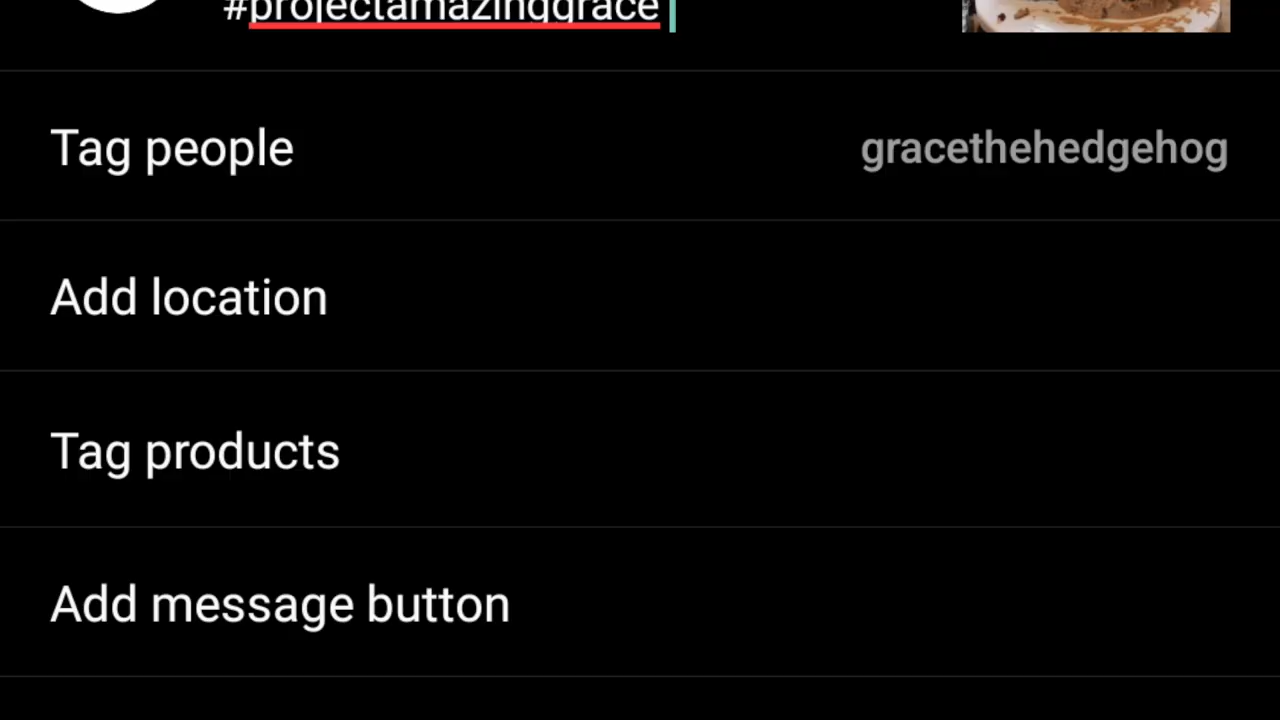 #projectamazinggrace
Tag people
gracethehedgehog
Add location
Tag products
Add message button